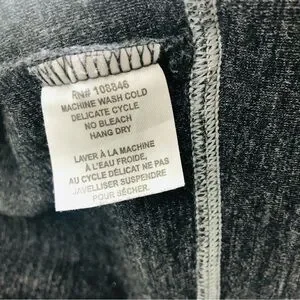 RN# 108846
MACHINE WASH COLD
DELICATE CYCLE
NO BLEACH
HANG DRY
LAVER À LA MACHINE
À L'EAU FROIDE,
AU CYCLE DÉLICAT NE PAS
JAVELLISER SUSPENDRE
POUR SÉCHER.